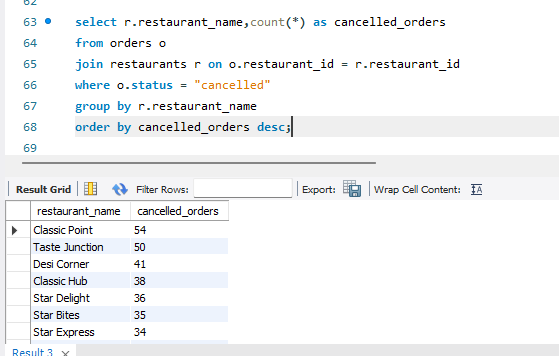 62
63 select r.restaurant_name,count(*) as cancelled_orders
64 from orders o
65 join restaurants r on o.restaurant_id = r.restaurant_id
66 where o.status = "cancelled"
67 group by r.restaurant_name
68 order by cancelled_orders desc;
69
Result Grid Filter Rows: Export: Wrap Cell Content:
restaurant_name cancelled_orders
Classic Point 54
Taste Junction 50
Desi Corner 41
Classic Hub 38
Star Delight 36
Star Bites 35
Star Express 34
Result 3 ×